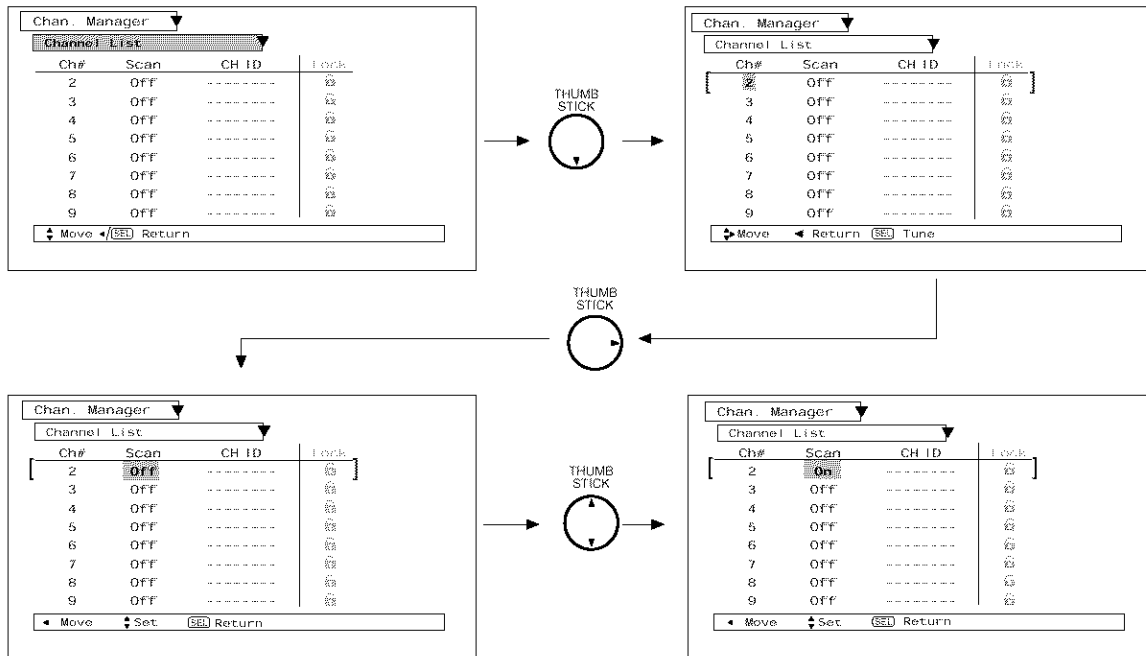 Chan. Manager
Channel List
Ch# Scan CH ID Lock
2 Off --------
3 Off --------
4 Off --------
5 Off --------
6 Off --------
7 Off --------
8 Off --------
9 Off --------
Move /SEL Return
THUMB
STICK
Chan. Manager
Channel List
Ch# Scan CH ID Lock
2 Off --------
3 Off --------
4 Off --------
5 Off --------
6 Off --------
7 Off --------
8 Off --------
9 Off --------
Move Return SEL Tune
THUMB
STICK
Chan. Manager
Channel List
Ch# Scan CH ID Lock
2 Off --------
3 Off --------
4 Off --------
5 Off --------
6 Off --------
7 Off --------
8 Off --------
9 Off --------
Move Set SEL Return
THUMB
STICK
Chan. Manager
Channel List
Ch# Scan CH ID Lock
2 On --------
3 Off --------
4 Off --------
5 Off --------
6 Off --------
7 Off --------
8 Off --------
9 Off --------
Move Set SEL Return